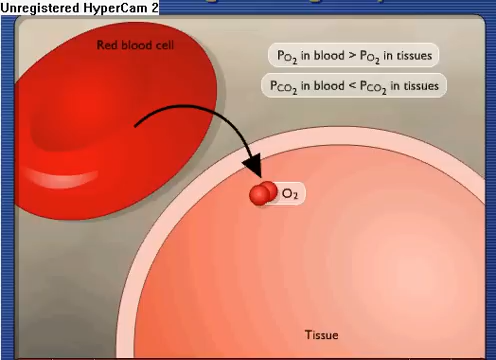 Unregistered HyperCam 2
Red blood cell
PO2 in blood > PO2 in tissues
PCO2 in blood < PCO2 in tissues
O2
Tissue